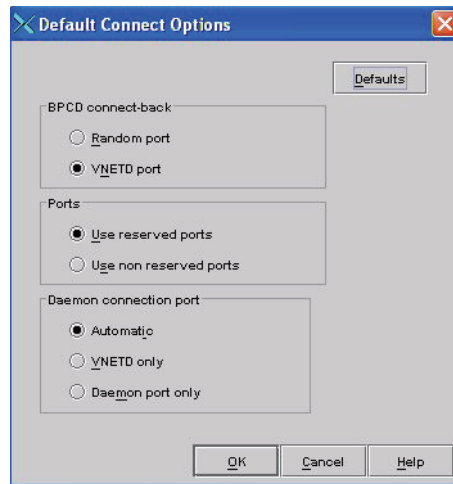 Default Connect Options
Defaults
BPCD connect-back
Random port
VNETD port
Ports
Use reserved ports
Use non reserved ports
Daemon connection port
Automatic
VNETD only
Daemon port only
OK
Cancel
Help